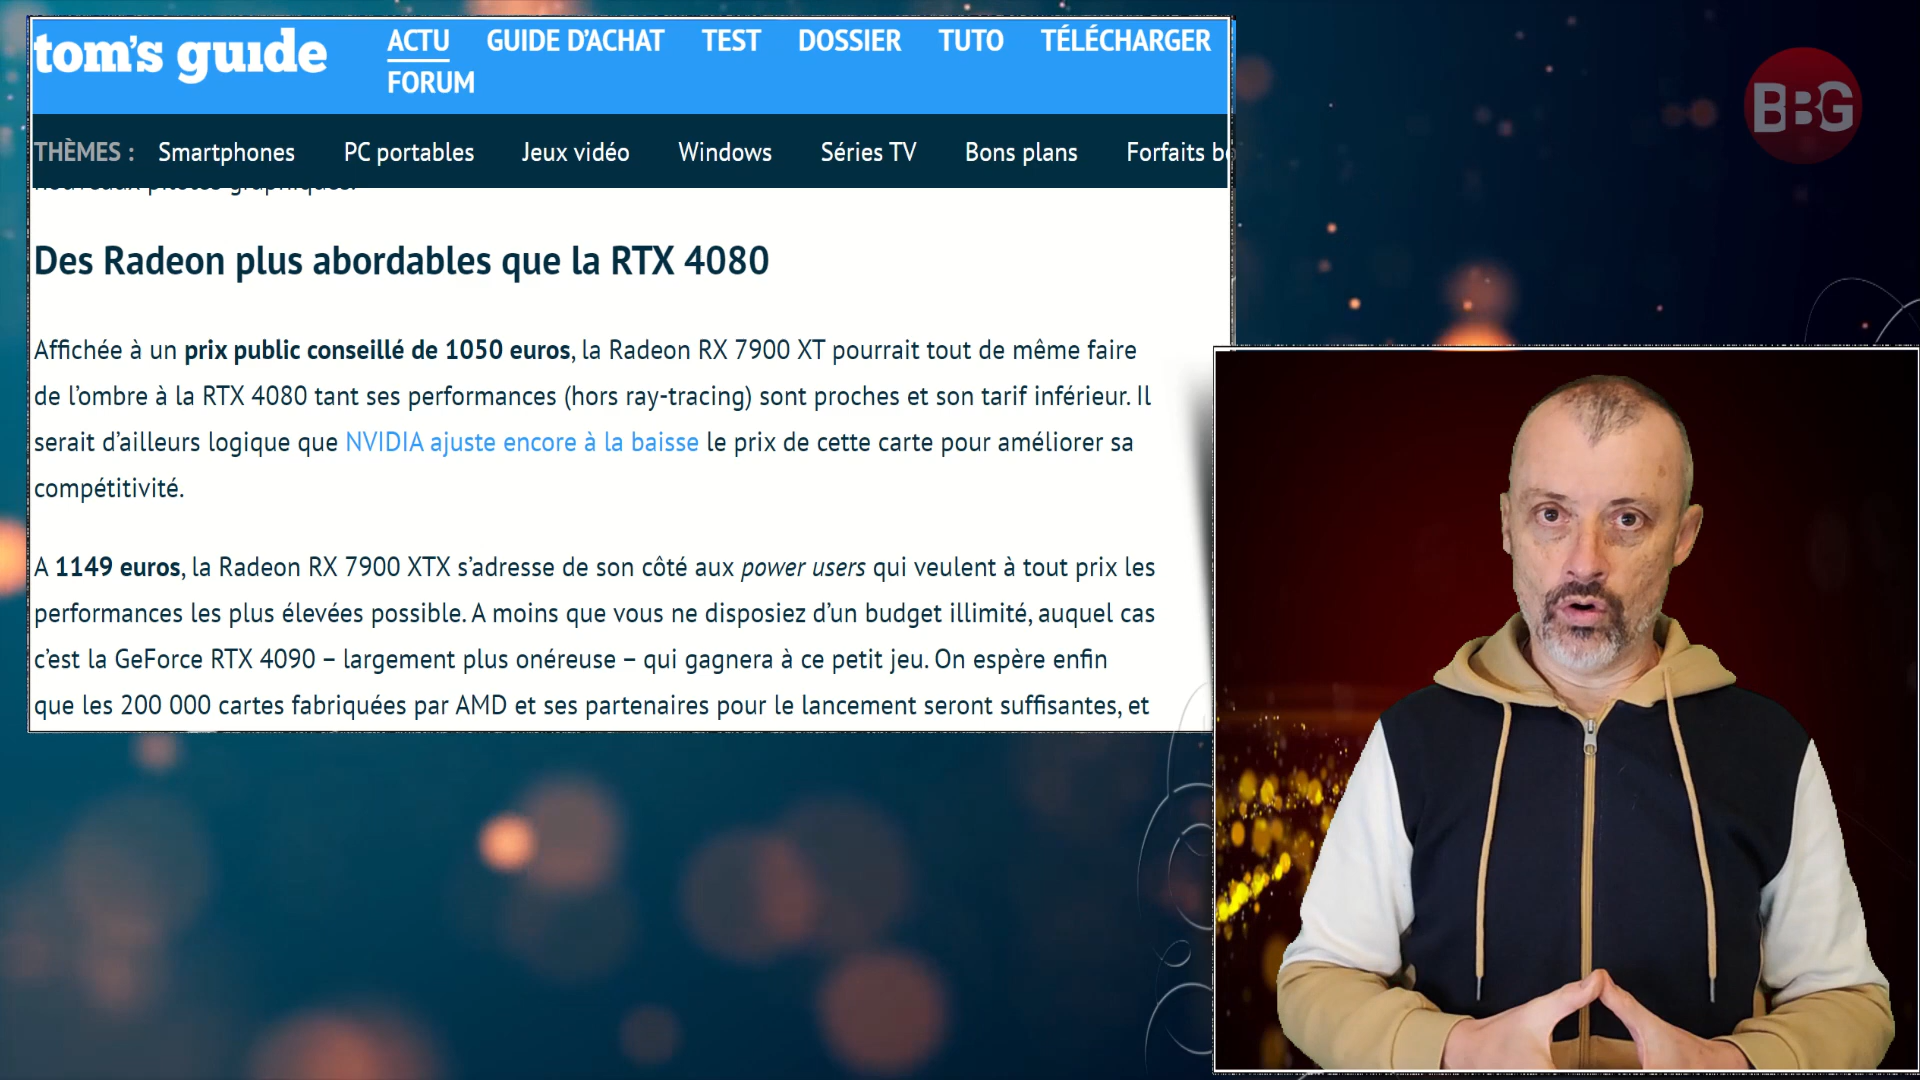 tom's guide
ACTU GUIDE D'ACHAT TEST DOSSIER TUTO TÉLÉCHARGER
FORUM
BBG
THÈMES : Smartphones PC portables Jeux vidéo Windows Séries TV Bons plans Forfaits
nouveaux pilotes graphiques.
Des Radeon plus abordables que la RTX 4080
Affichée à un prix public conseillé de 1050 euros, la Radeon RX 7900 XT pourrait tout de même faire
de l'ombre à la RTX 4080 tant ses performances (hors ray-tracing) sont proches et son tarif inférieur. Il
serait d'ailleurs logique que NVIDIA ajuste encore à la baisse le prix de cette carte pour améliorer sa
compétitivité.
A 1149 euros, la Radeon RX 7900 XTX s'adresse de son côté aux power users qui veulent à tout prix les
performances les plus élevées possible. A moins que vous ne disposiez d'un budget illimité, auquel cas
c'est la GeForce RTX 4090 – largement plus onéreuse – qui gagnera à ce petit jeu. On espère enfin
que les 200 000 cartes fabriquées par AMD et ses partenaires pour le lancement seront suffisantes, et